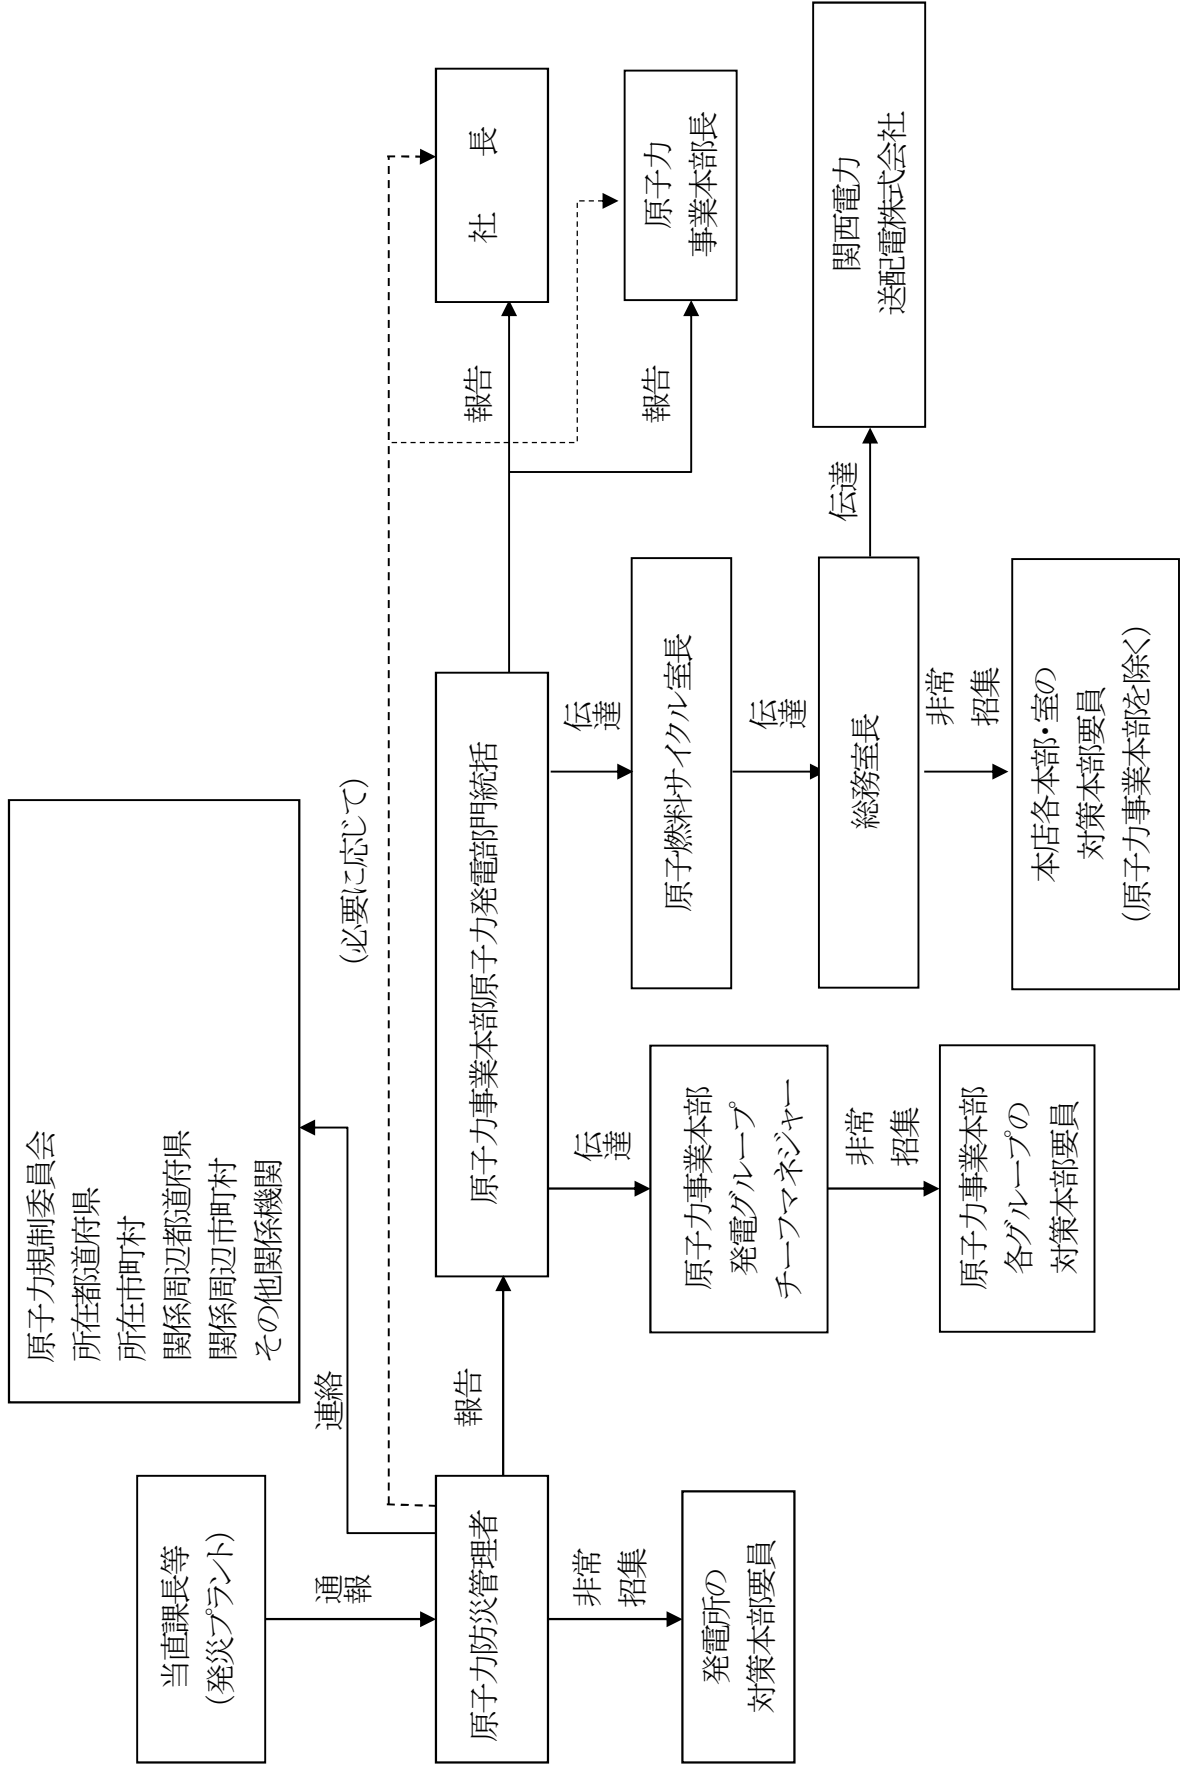 原子力規制委員会
所在都道府県
所在市町村
関係周辺都道府県
関係周辺市町村
その他関係機関
当直課長等
(発災プラント)
通
報
連絡
(必要に応じて)
原子力防災管理者
報告
原子力事業本部原子力発電部門統括
報告
社　長
報告
原子力
事業本部長
非常
招集
発電所の
対策本部要員
伝
達
原子力事業本部
発電グループ
チーフマネジャー
非常
招集
原子力事業本部
各グループの
対策本部要員
伝
達
原子燃料サイクル室長
伝
達
総務室長
伝達
関西電力
送配電株式会社
非常
招集
本店各本部・室の
対策本部要員
(原子力事業本部を除く)